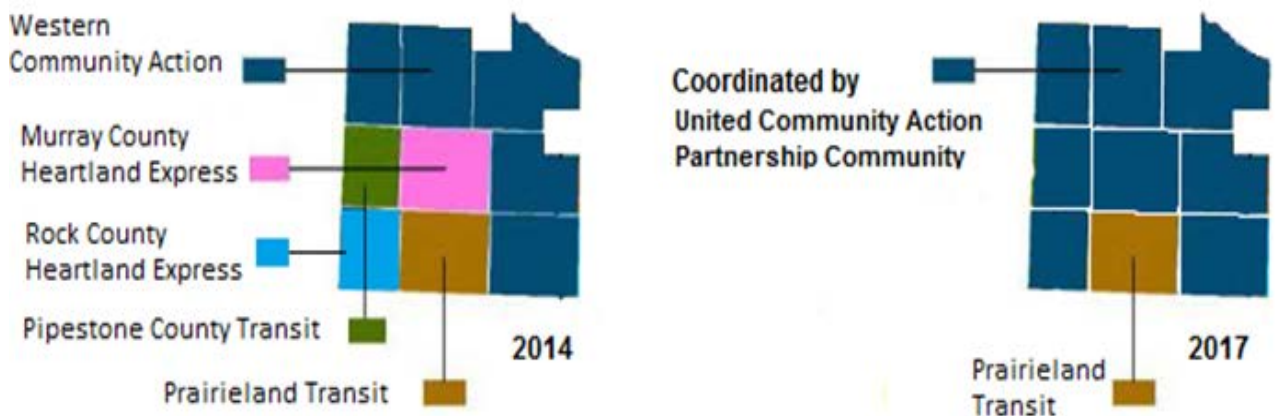 Western
Community Action
Murray County
Heartland Express
Rock County
Heartland Express
Pipestone County Transit
Prairieland Transit
2014
Coordinated by
United Community Action
Partnership Community
2017
Prairieland
Transit